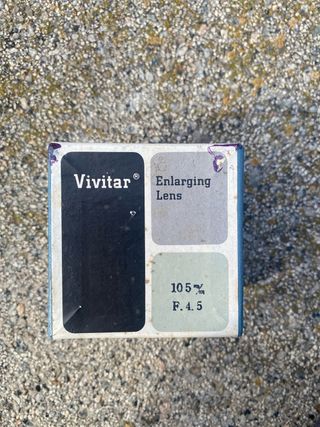 Vivitar®
Enlarging
Lens
105m/m
F. 4. 5